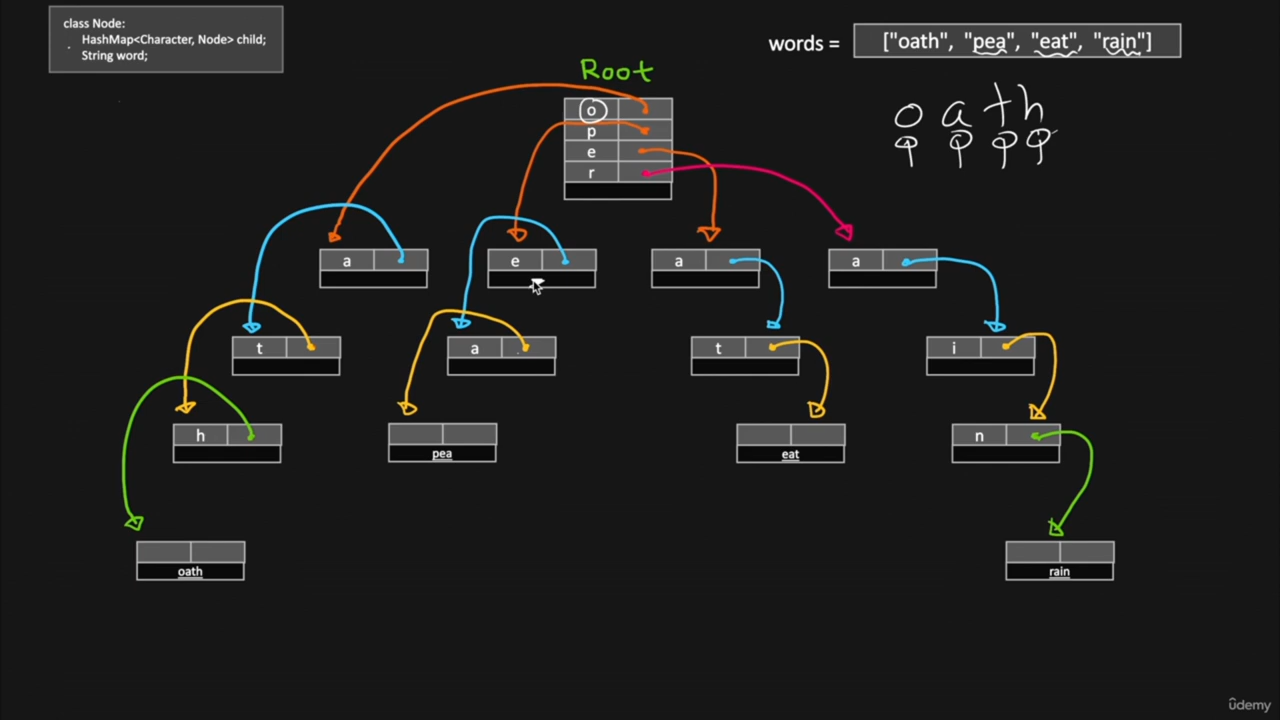 class Node:
HashMap<Character, Node> child;
String word;
words = ["oath", "pea", "eat", "rain"]
Root
o a t h
o
p
e
r
a
e
a
a
t
a
t
i
h
pea
eat
n
oath
rain
ûdemy